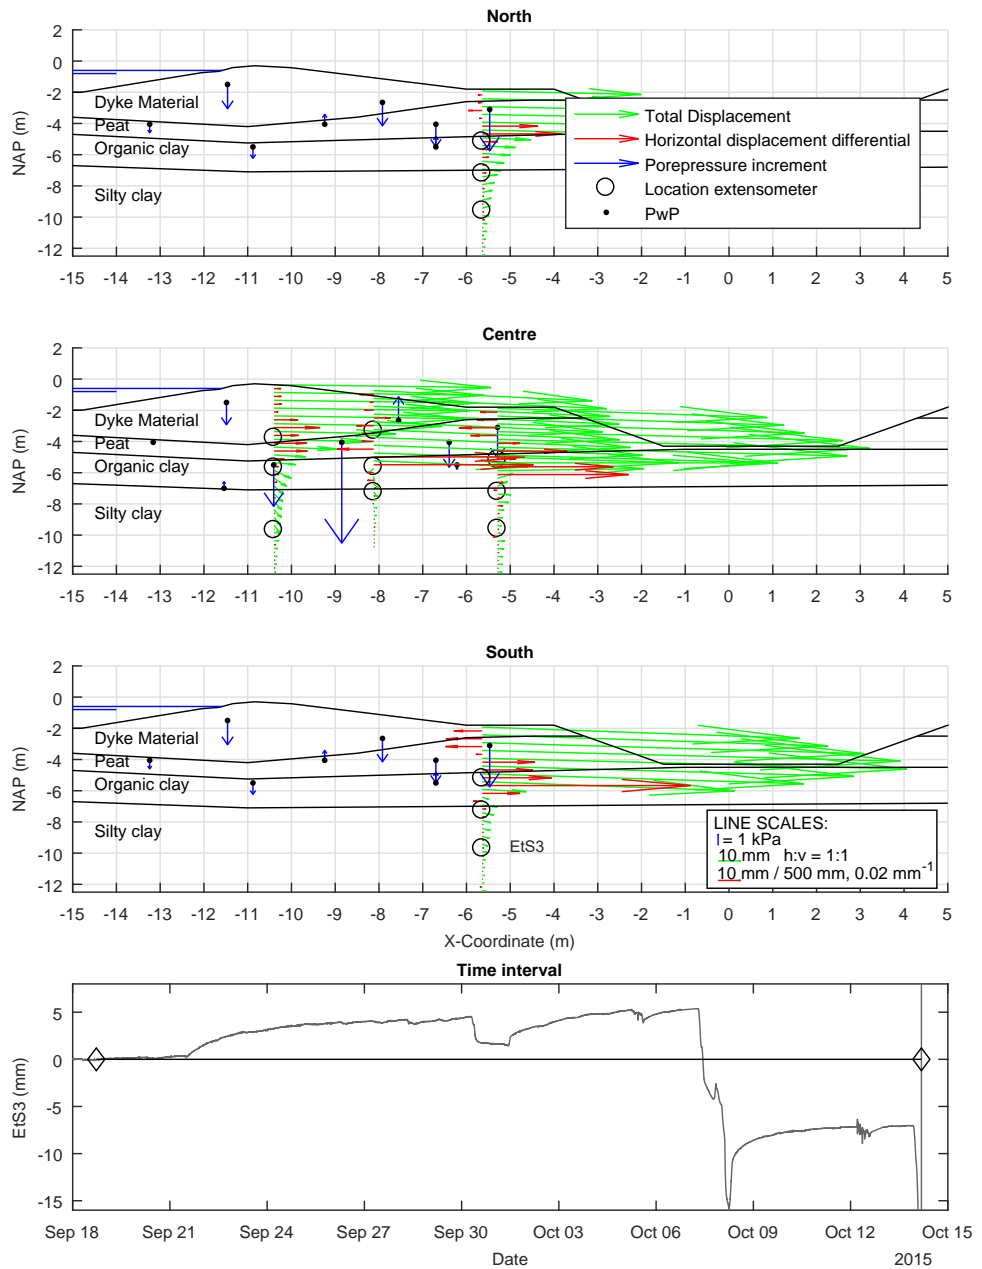 North
2
0
-2
-4
-6
-8
-10
-12
NAP (m)
Dyke Material
Peat
Organic clay
Silty clay
Total Displacement
Horizontal displacement differential
Porepressure increment
Location extensometer
PwP
-15 -14 -13 -12 -11 -10 -9 -8 -7 -6 -5 -4 -3 -2 -1 0 1 2 3 4 5
Centre
2
0
-2
-4
-6
-8
-10
-12
NAP (m)
Dyke Material
Peat
Organic clay
Silty clay
-15 -14 -13 -12 -11 -10 -9 -8 -7 -6 -5 -4 -3 -2 -1 0 1 2 3 4 5
South
2
0
-2
-4
-6
-8
-10
-12
NAP (m)
Dyke Material
Peat
Organic clay
Silty clay
EtS3
LINE SCALES:
= 1 kPa
10 mm h:v = 1:1
10 mm / 500 mm, 0.02 mm⁻¹
-15 -14 -13 -12 -11 -10 -9 -8 -7 -6 -5 -4 -3 -2 -1 0 1 2 3 4 5
X-Coordinate (m)
Time interval
5
0
-5
-10
-15
EtS3 (mm)
Sep 18 Sep 21 Sep 24 Sep 27 Sep 30 Oct 03 Oct 06 Oct 09 Oct 12 Oct 15
Date
2015